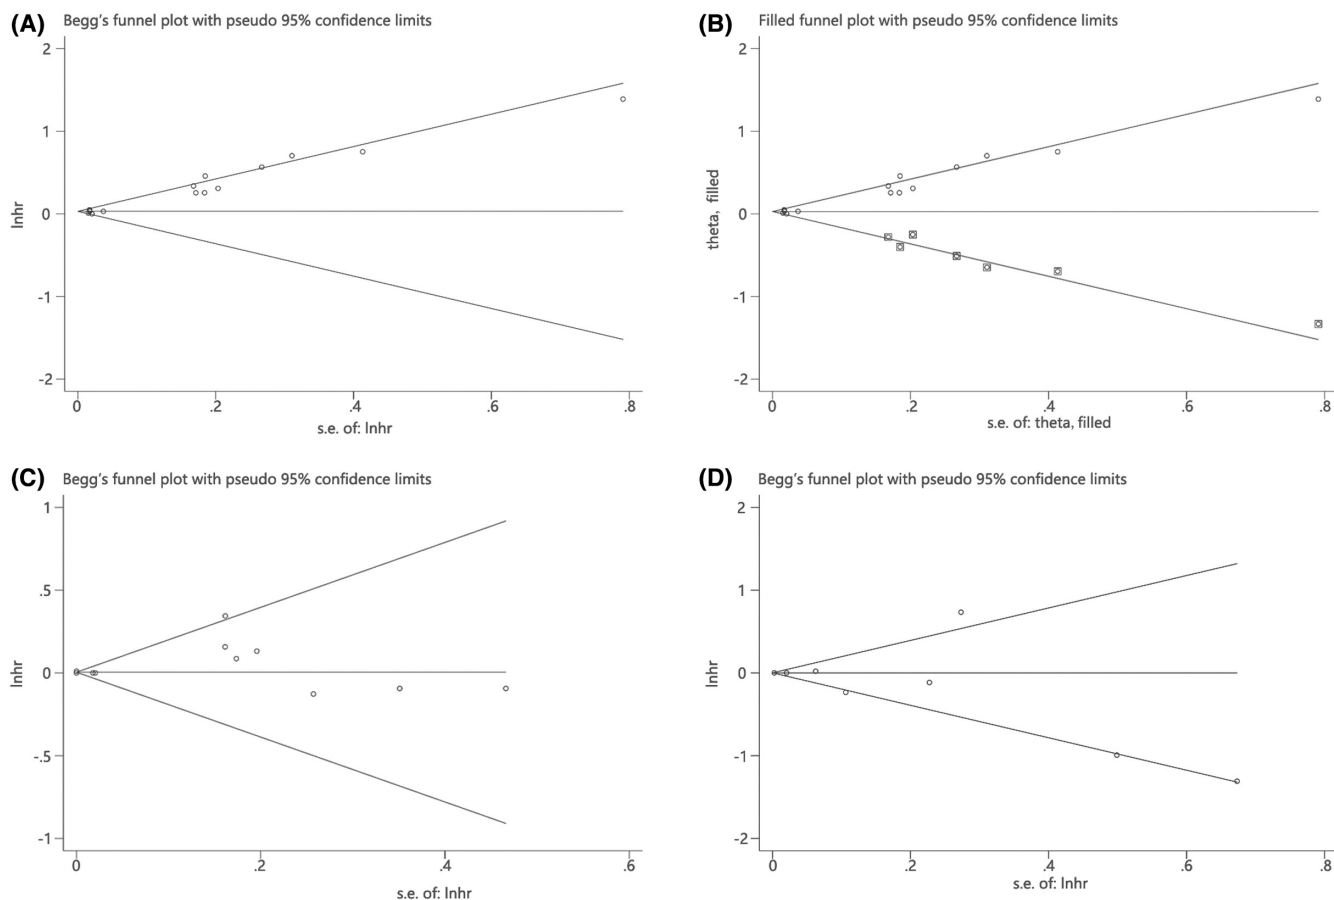 (A) Begg's funnel plot with pseudo 95% confidence limits
2
1
0
-1
-2
lnhr
0 .2 .4 .6 .8
s.e. of: lnhr
(B) Filled funnel plot with pseudo 95% confidence limits
2
1
0
-1
-2
theta, filled
0 .2 .4 .6 .8
s.e. of: theta, filled
(C) Begg's funnel plot with pseudo 95% confidence limits
1
.5
0
-.5
-1
lnhr
0 .2 .4 .6
s.e. of: lnhr
(D) Begg's funnel plot with pseudo 95% confidence limits
2
1
0
-1
-2
lnhr
0 .2 .4 .6 .8
s.e. of: lnhr